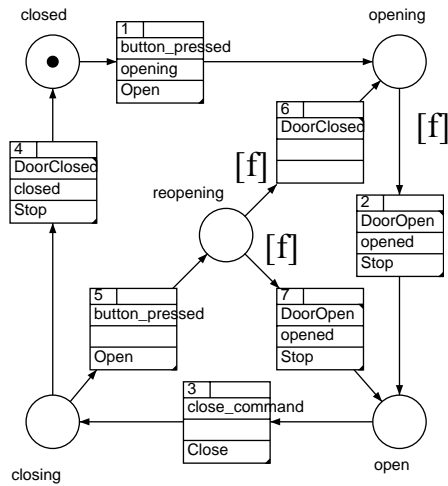 closed
opening
1
button_pressed
opening
Open
6
DoorClosed
[f]
4
DoorClosed
closed
Stop
[f]
reopening
2
DoorOpen
opened
Stop
[f]
5
button_pressed
Open
7
DoorOpen
opened
Stop
3
close_command
Close
closing
open